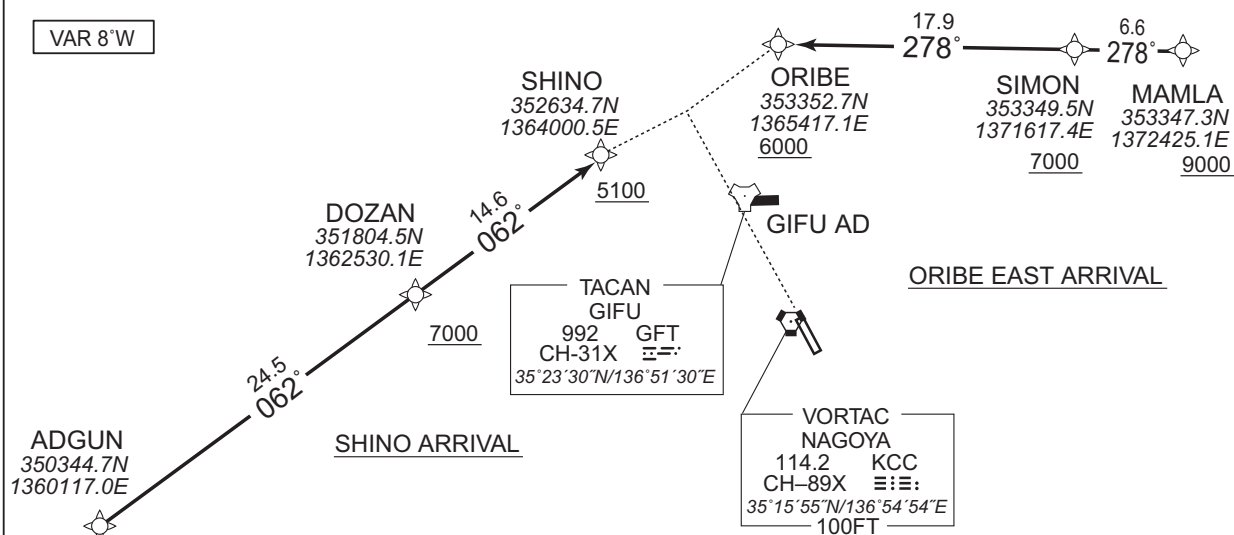 VAR 8°W
17.9
278°
6.6
278°
SHINO
352634.7N
1364000.5E
5100
ORIBE
353352.7N
1365417.1E
6000
SIMON
353349.5N
1371617.4E
7000
MAMLA
353347.3N
1372425.1E
9000
14.6
062°
DOZAN
351804.5N
1362530.1E
7000
GIFU AD
TACAN
GIFU
992 GFT
CH-31X
35°23´30˝N/136°51´30˝E
ORIBE EAST ARRIVAL
24.5
062°
ADGUN
350344.7N
1360117.0E
SHINO ARRIVAL
VORTAC
NAGOYA
114.2 KCC
CH–89X
35°15´55˝N/136°54´54˝E
100FT